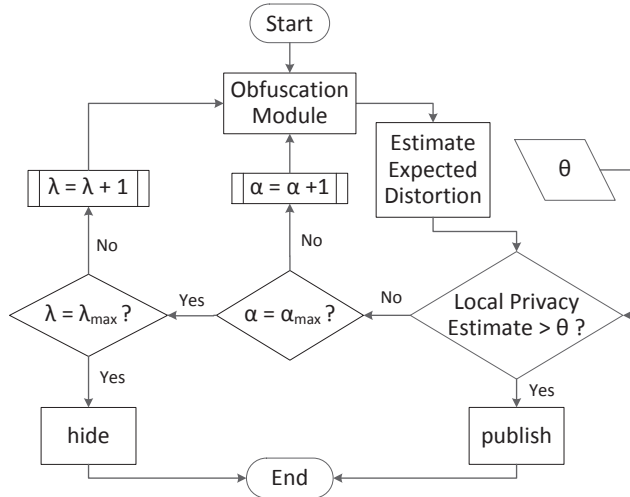 Start
Obfuscation
Module
Estimate
Expected
Distortion
θ
λ = λ + 1
α = α +1
No
No
λ = λmax ?
Yes
α = αmax ?
No
Local Privacy
Estimate > θ ?
Yes
Yes
hide
publish
End